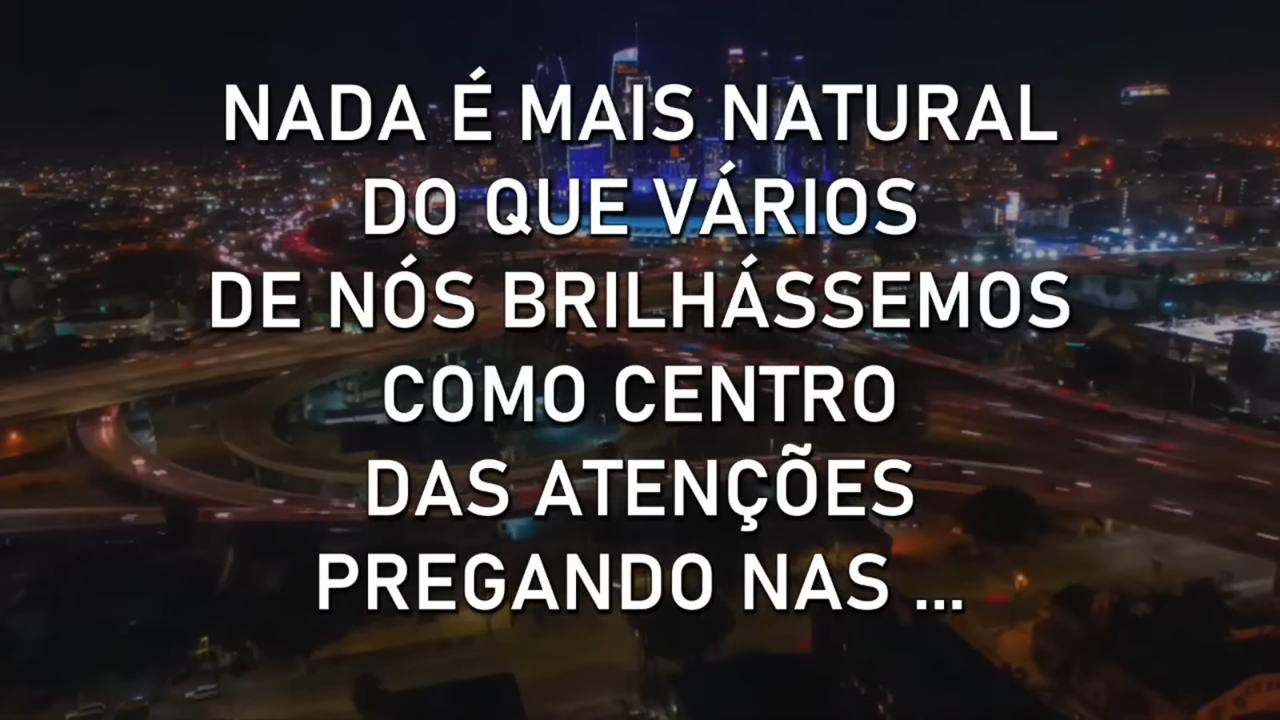 NADA É MAIS NATURAL
DO QUE VÁRIOS
DE NÓS BRILHÁSSEMOS
COMO CENTRO
DAS ATENÇÕES
PREGANDO NAS ...